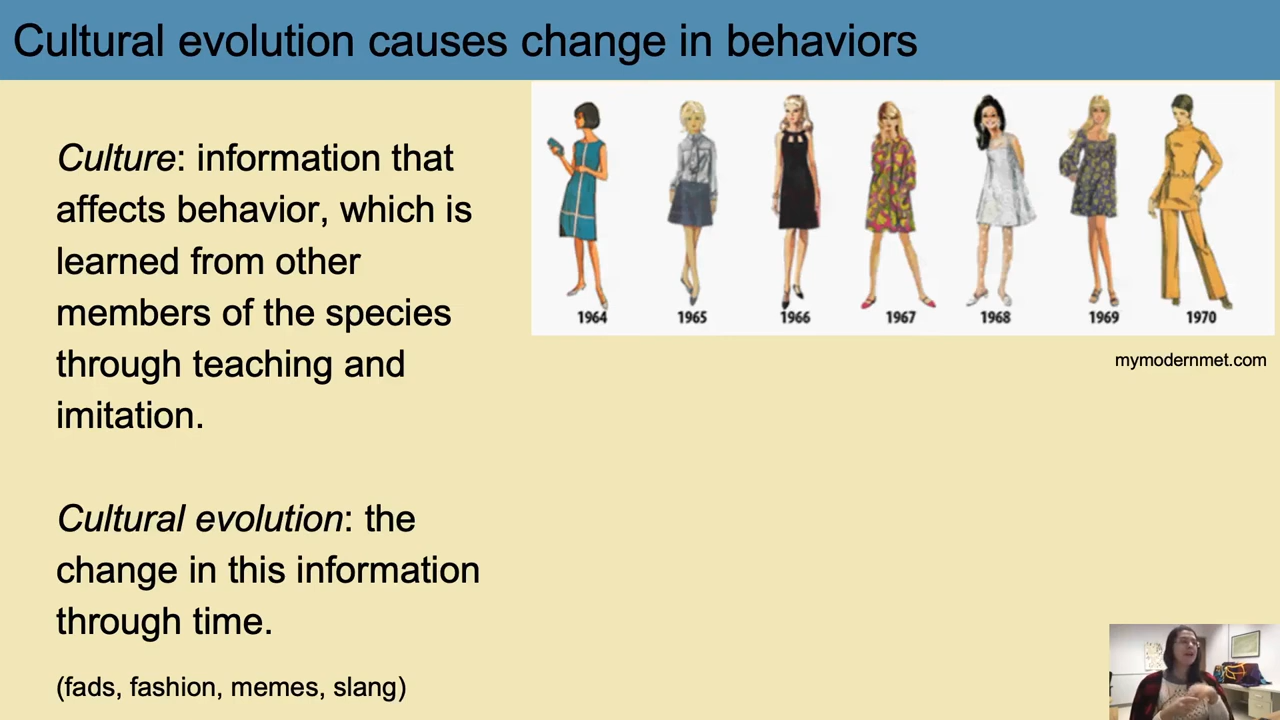 Cultural evolution causes change in behaviors
Culture: information that
affects behavior, which is
learned from other
members of the species
through teaching and
imitation.
Cultural evolution: the
change in this information
through time.
(fads, fashion, memes, slang)
1964 1965 1966 1967 1968 1969 1970
mymodernmet.com